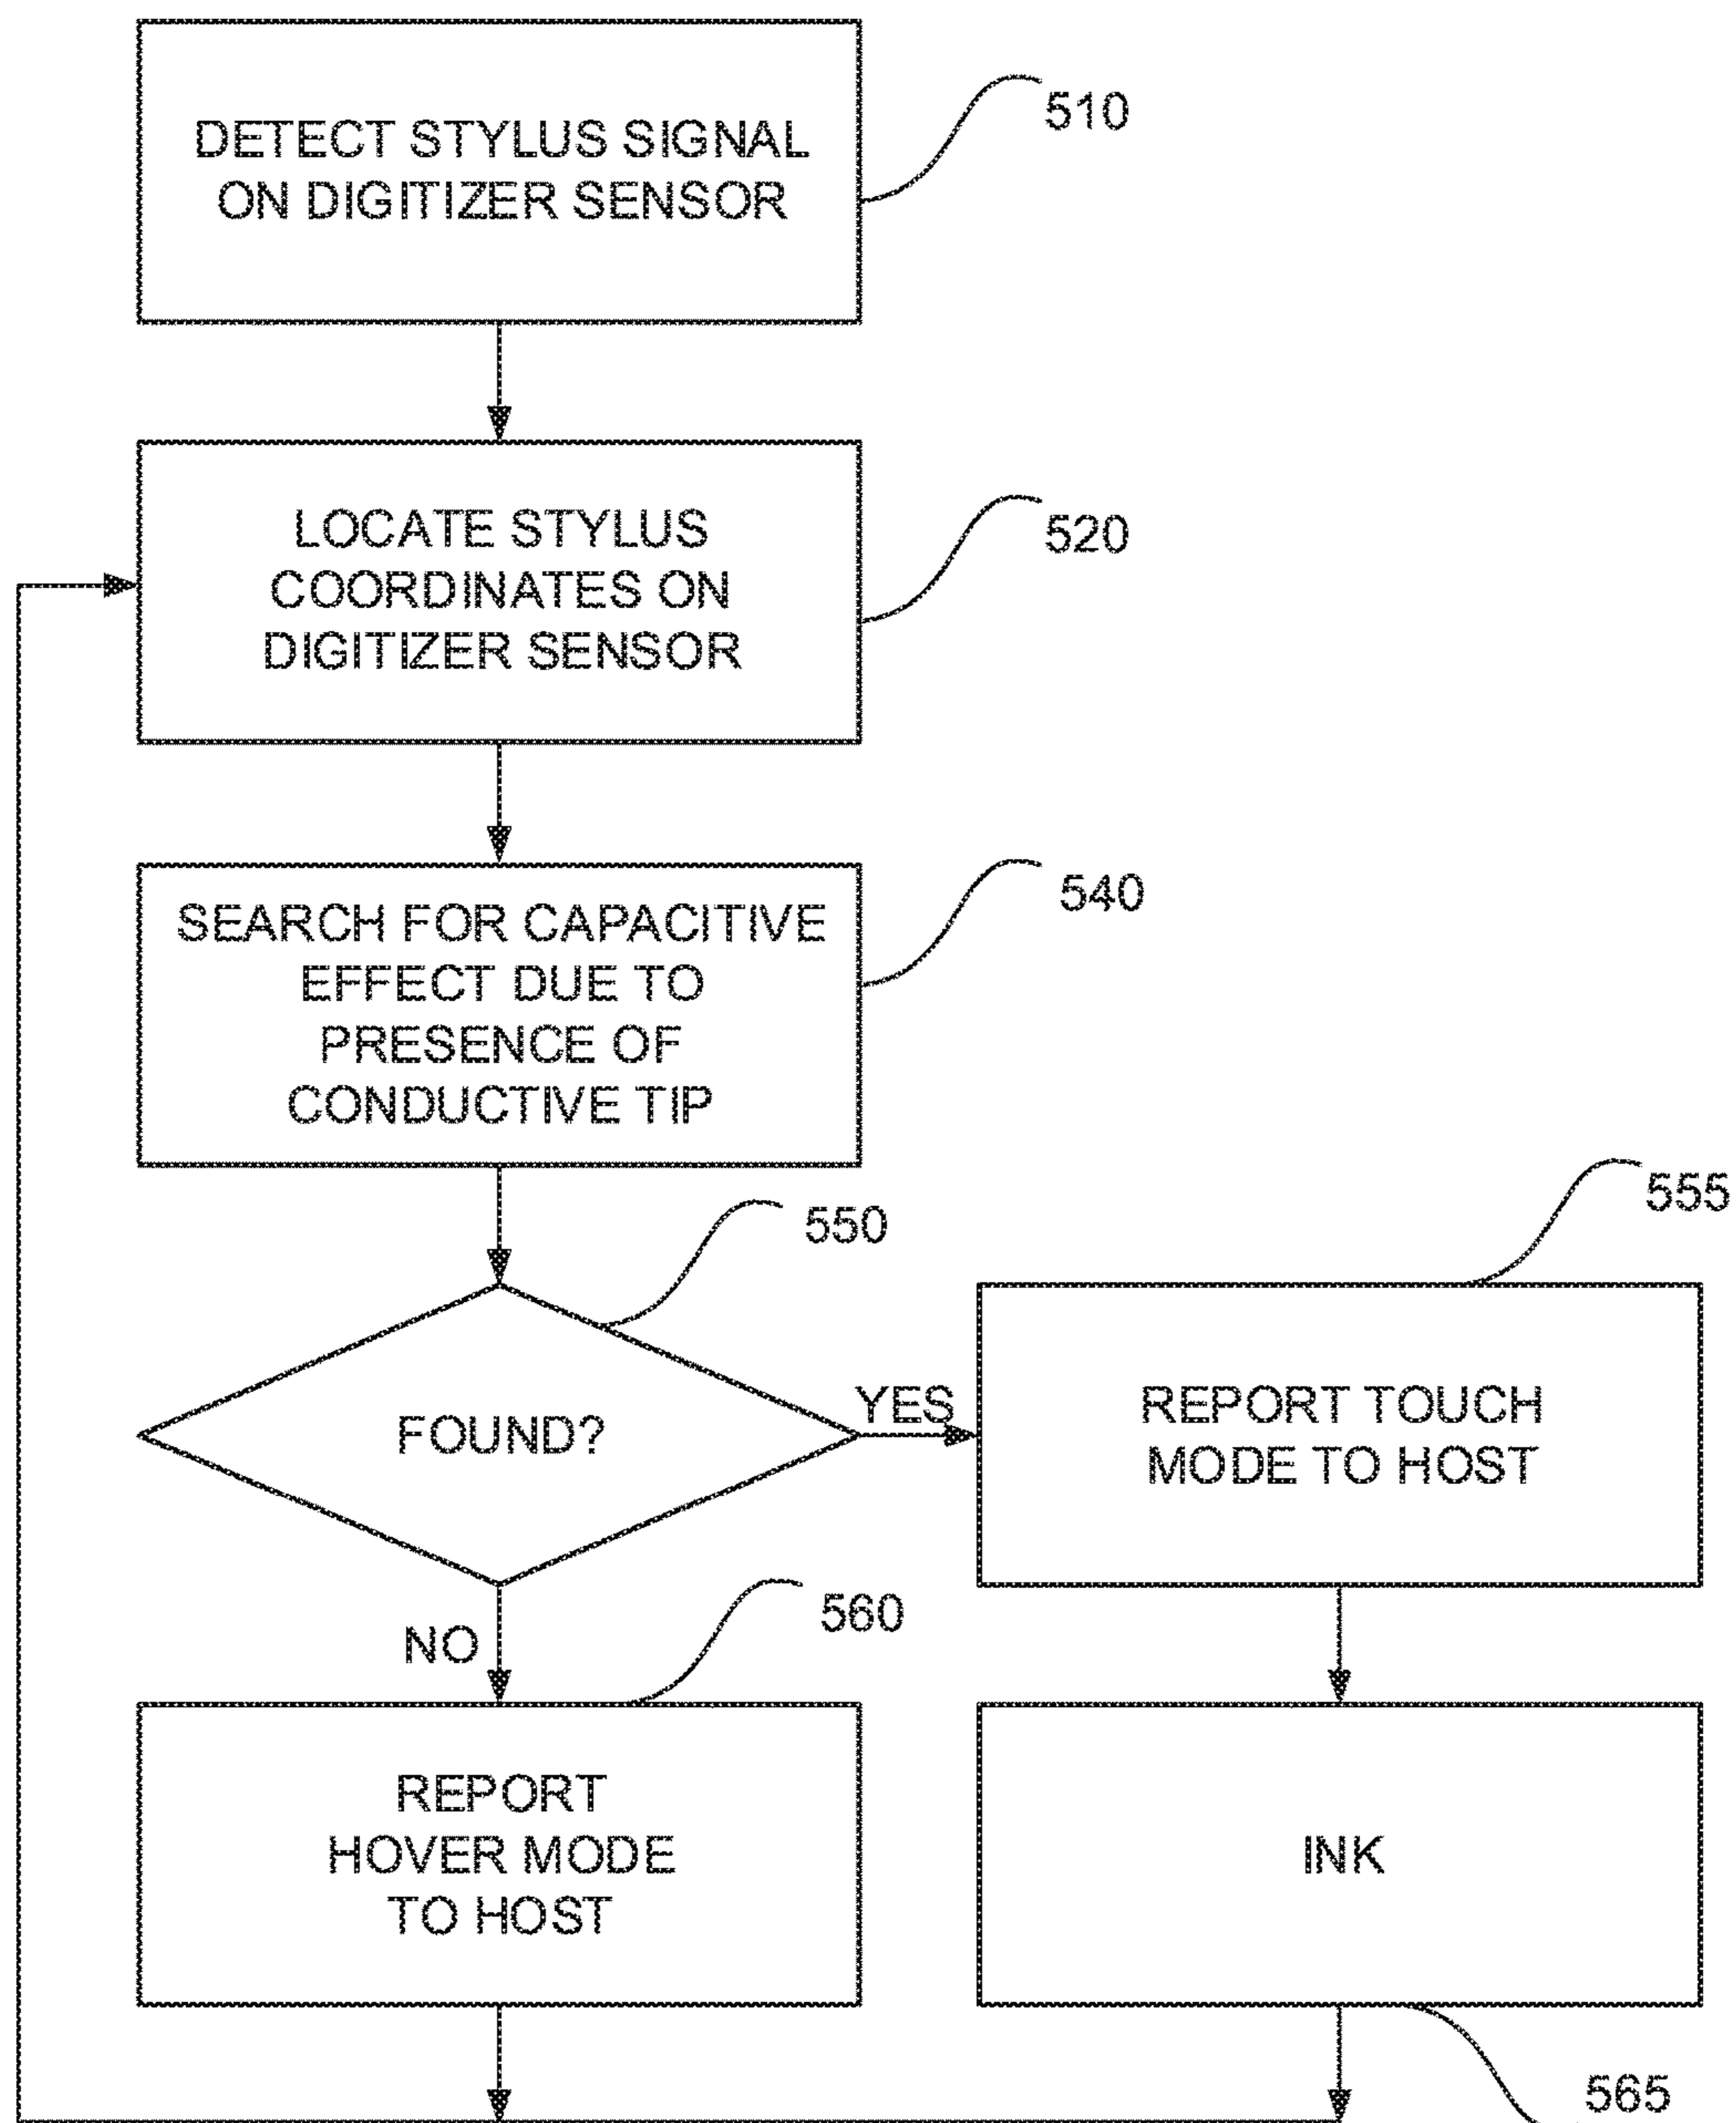 DETECT STYLUS SIGNAL
ON DIGITIZER SENSOR
510
LOCATE STYLUS
COORDINATES ON
DIGITIZER SENSOR
520
SEARCH FOR CAPACITIVE
EFFECT DUE TO
PRESENCE OF
CONDUCTIVE TIP
540
550
FOUND?
YES
555
REPORT TOUCH
MODE TO HOST
NO
560
REPORT
HOVER MODE
TO HOST
INK
565